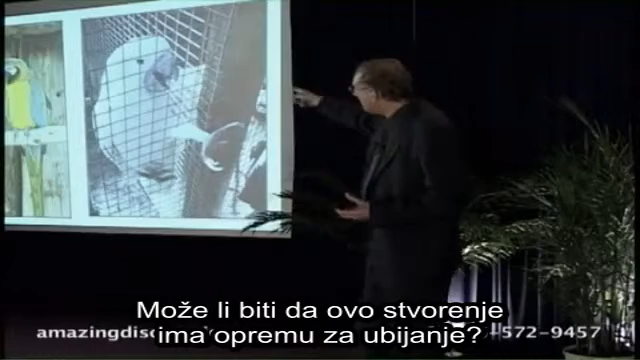 Može li biti da ovo stvorenje
ima opremu za ubijanje?
amazingdisc
-572-9457